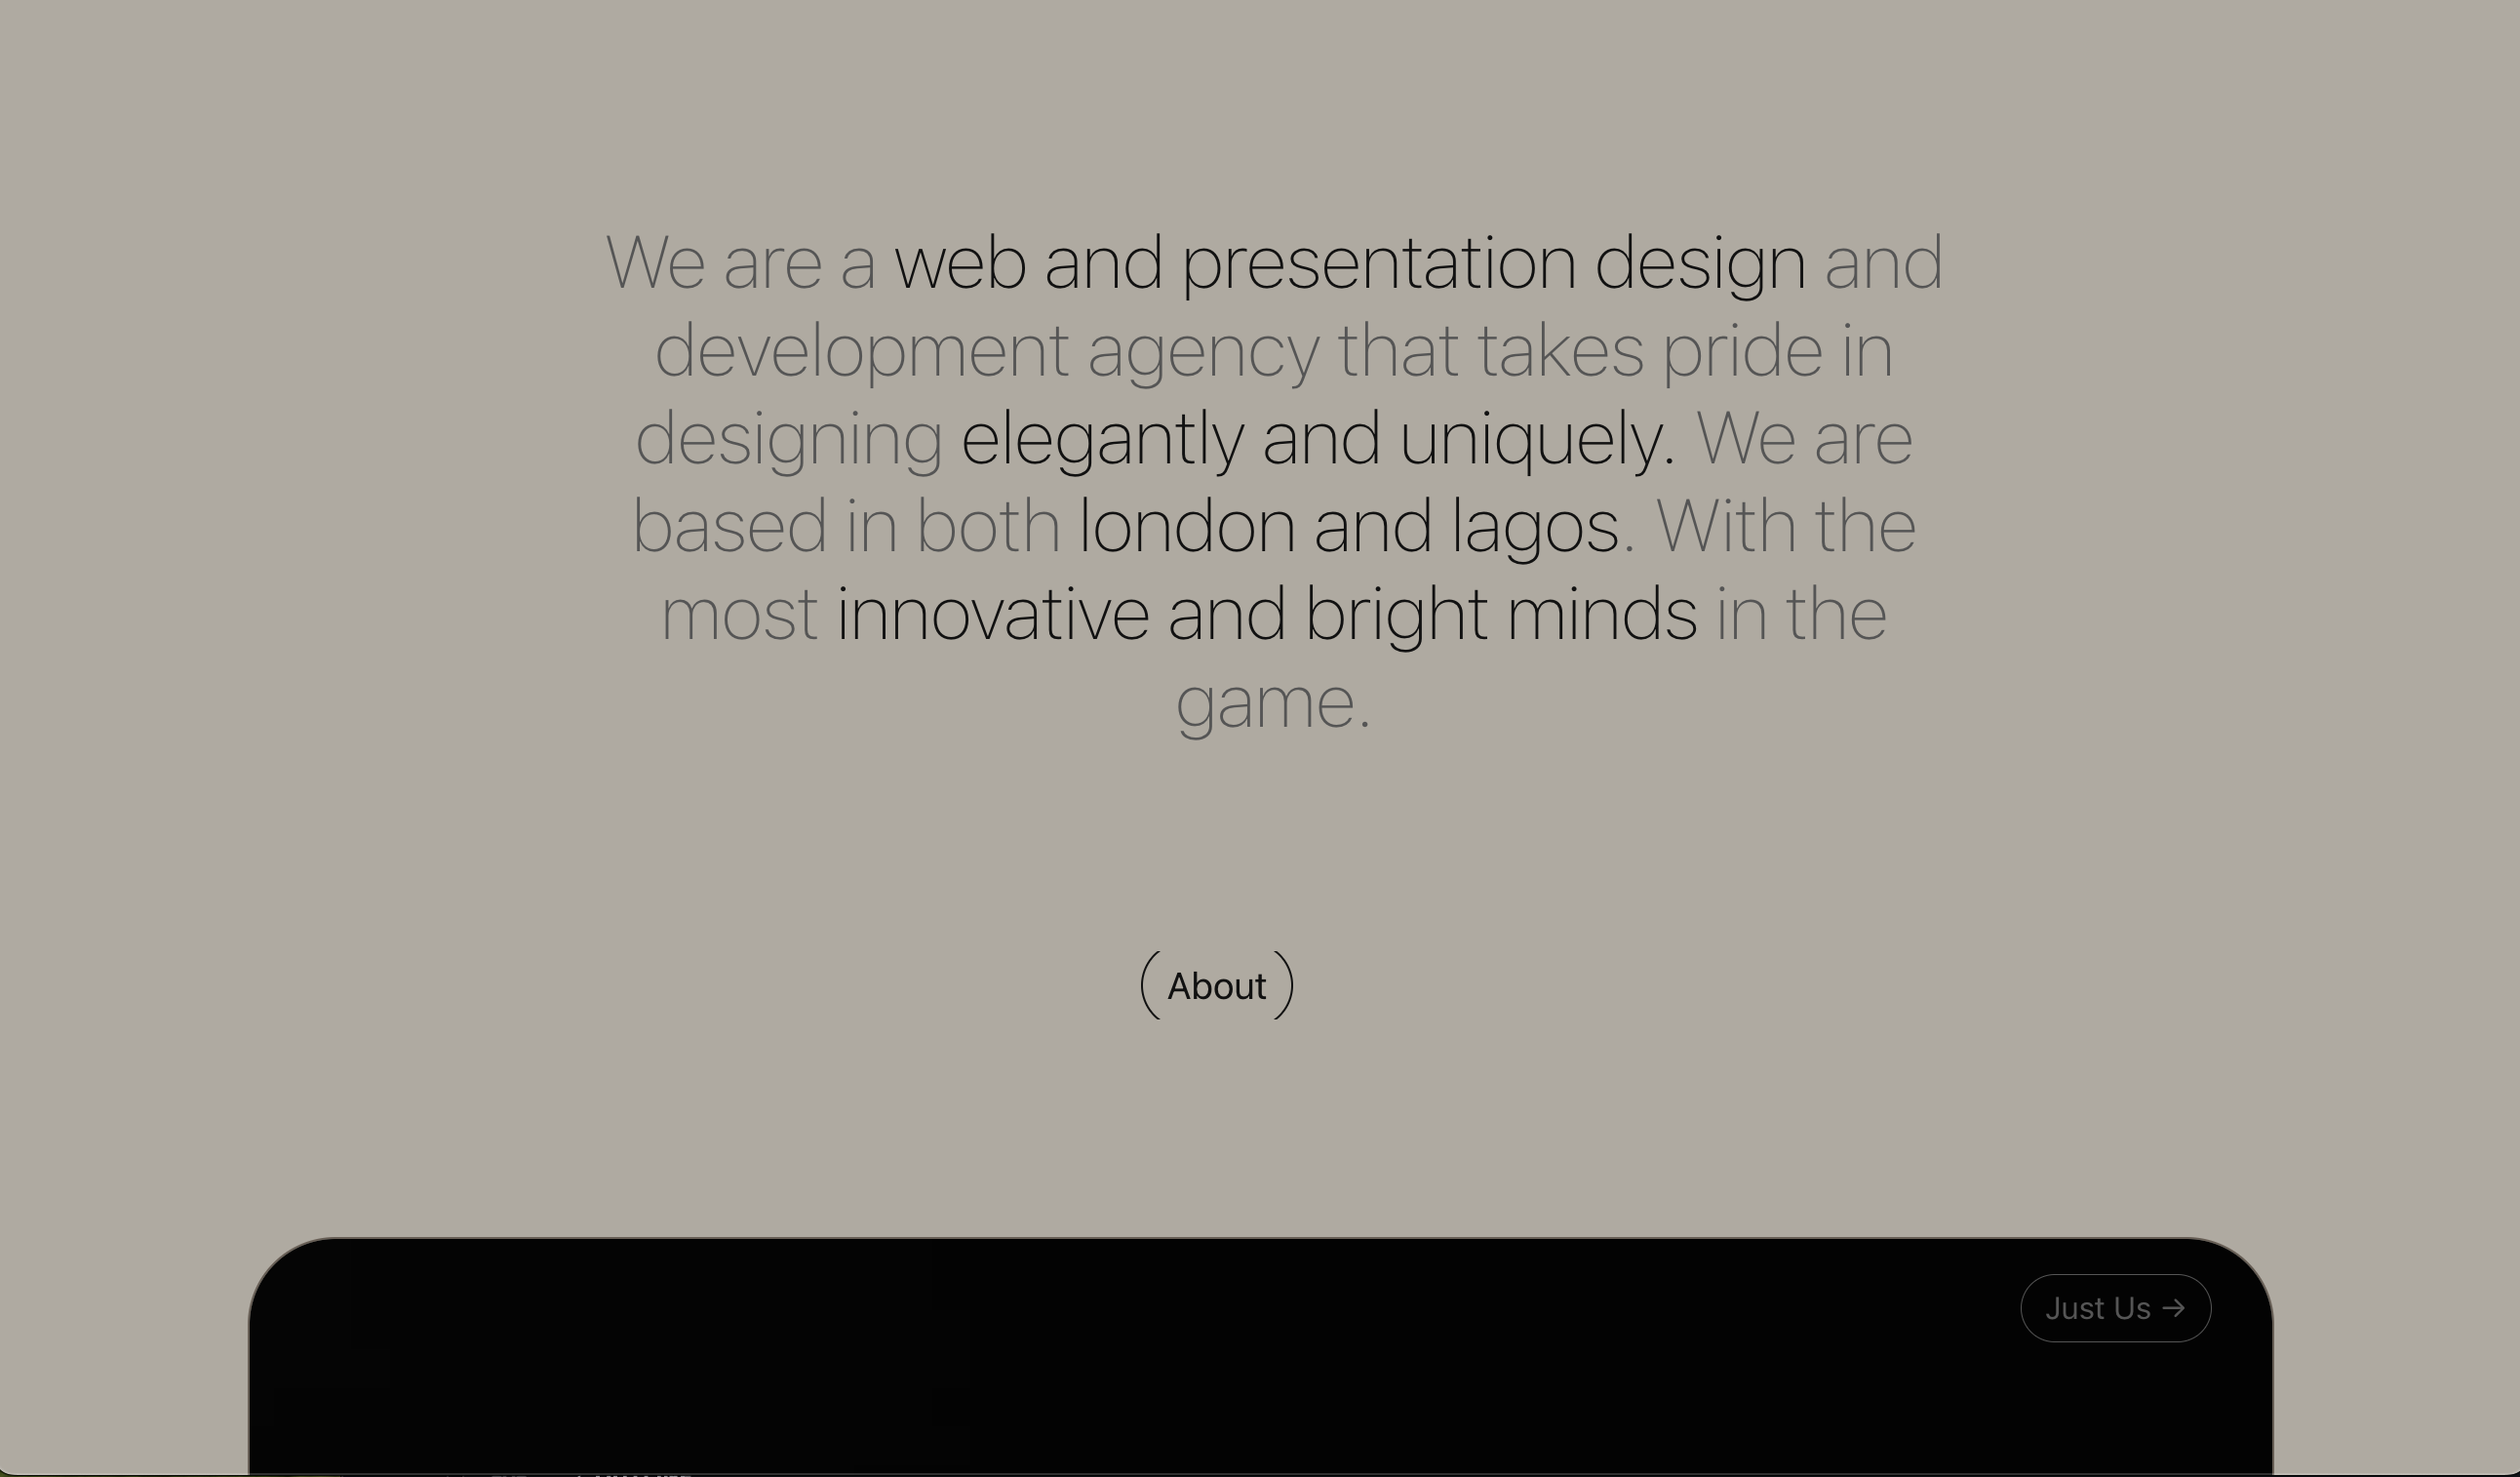 We are a web and presentation design and
development agency that takes pride in
designing elegantly and uniquely. We are
based in both london and lagos. With the
most innovative and bright minds in the
game.
(About)
Just Us →